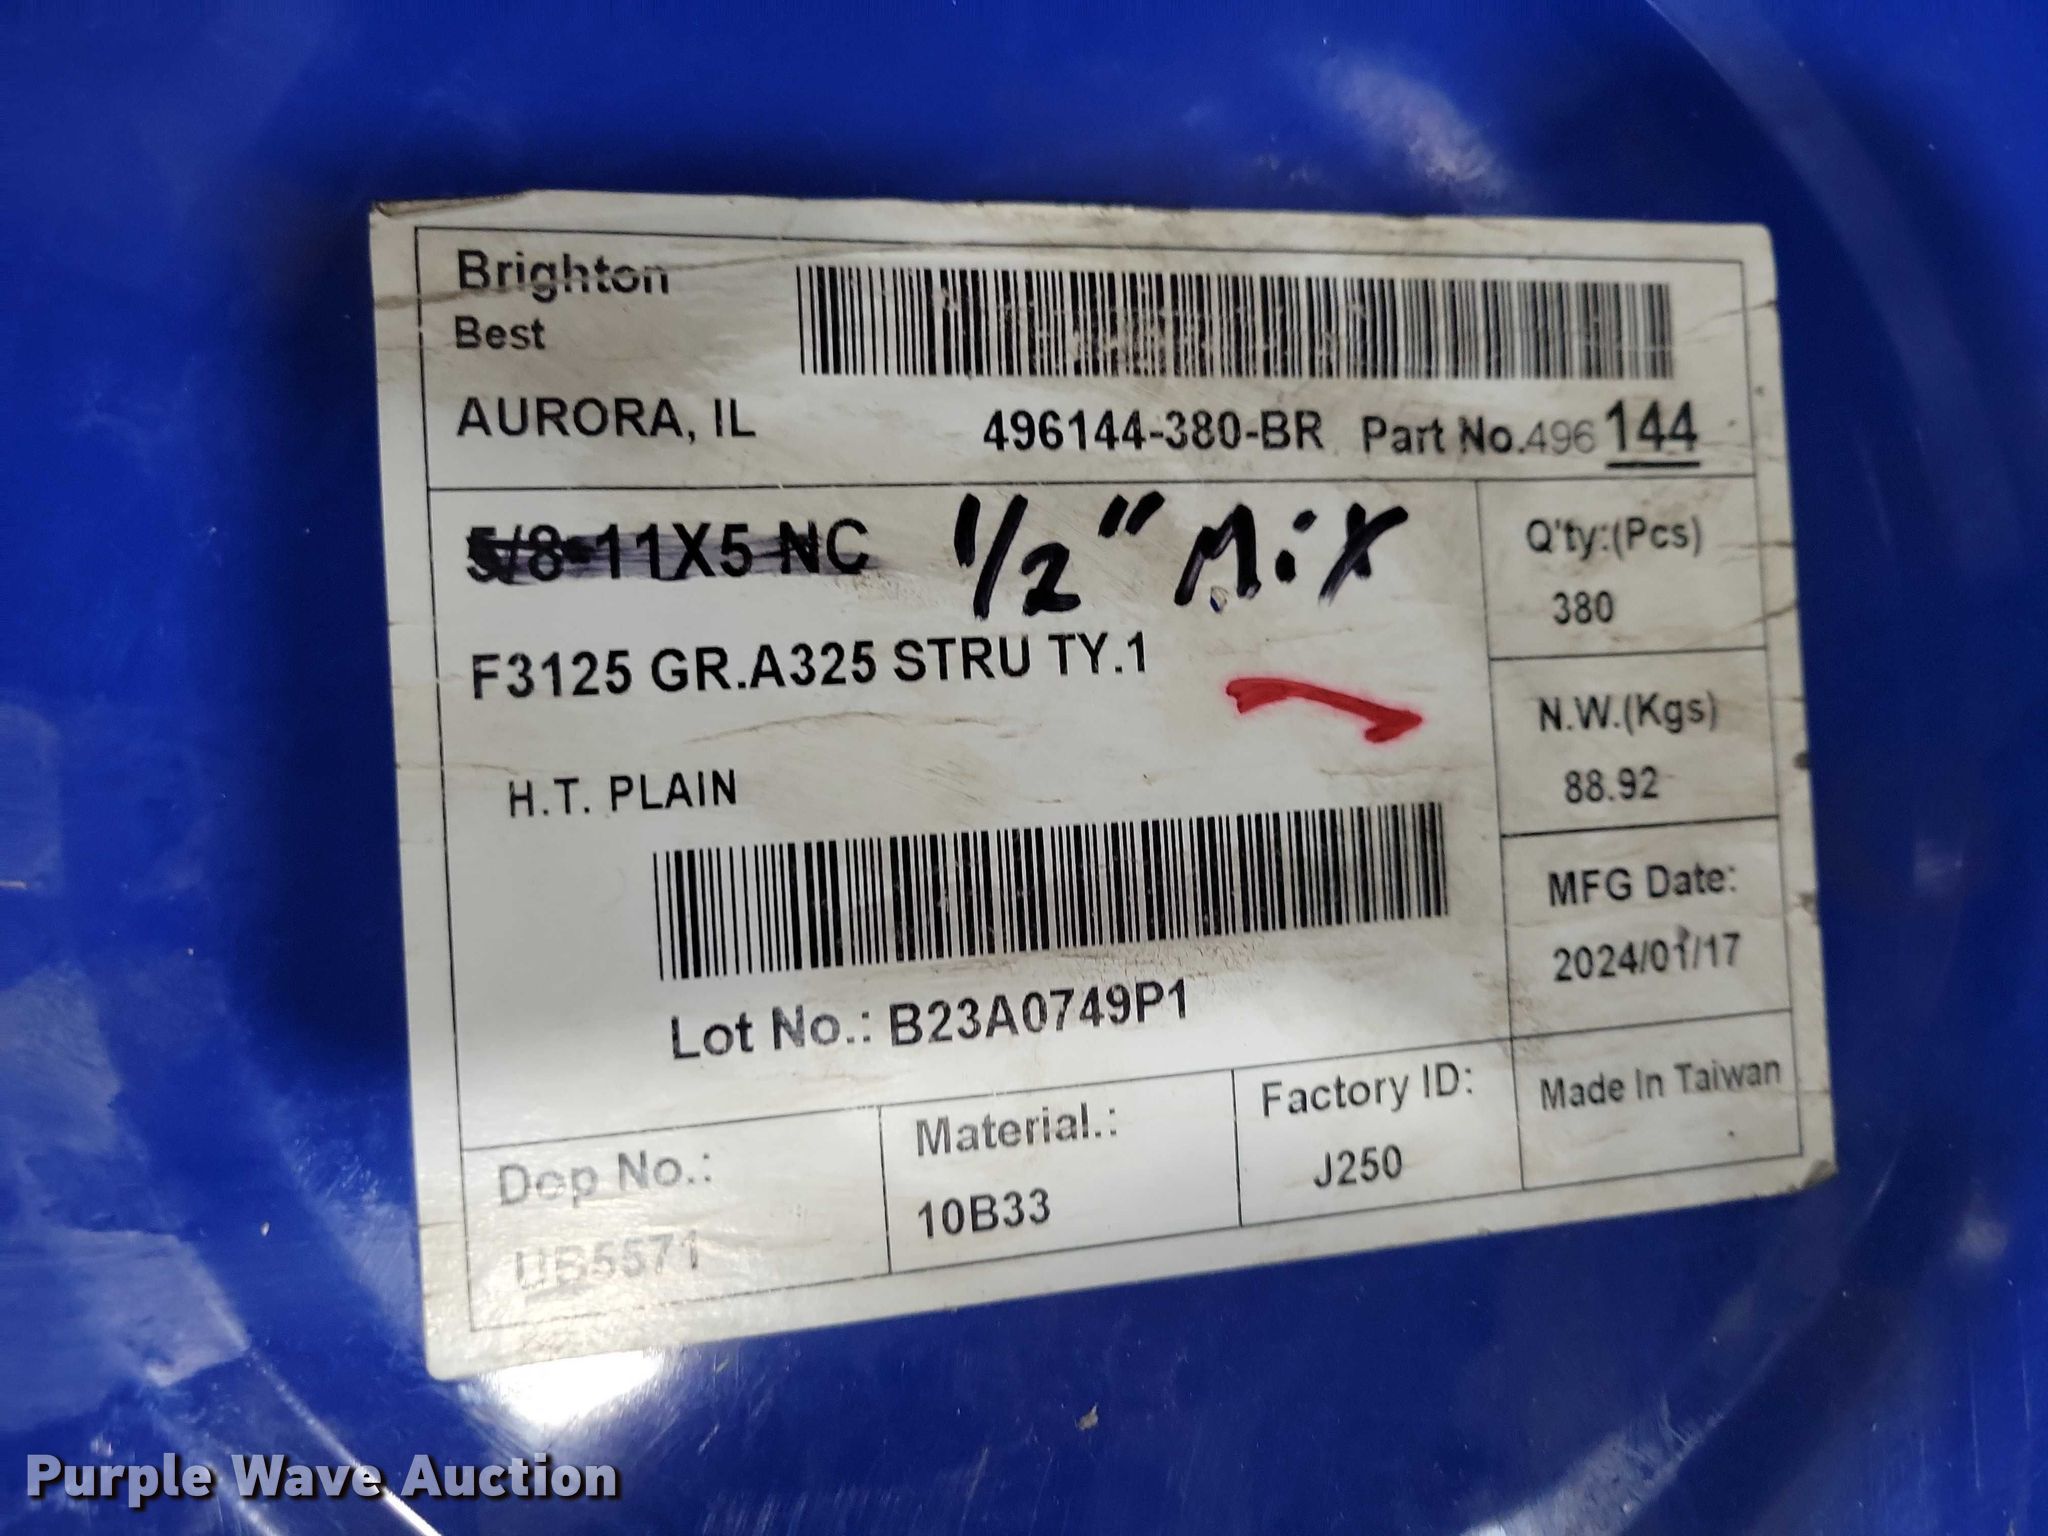 Brighton
Best
AURORA, IL
496144-380-BR Part No.496 144
5/8-11X5 NC 1/2" Mix
F3125 GR.A325 STRU TY.1
H.T. PLAIN
Lot No.: B23A0749P1
Q'ty:(Pcs)
380
N.W.(Kgs)
88.92
MFG Date:
2024/01/17
Dop No.:
UB5571
Material.:
10B33
Factory ID:
J250
Made In Taiwan
Purple Wave Auction